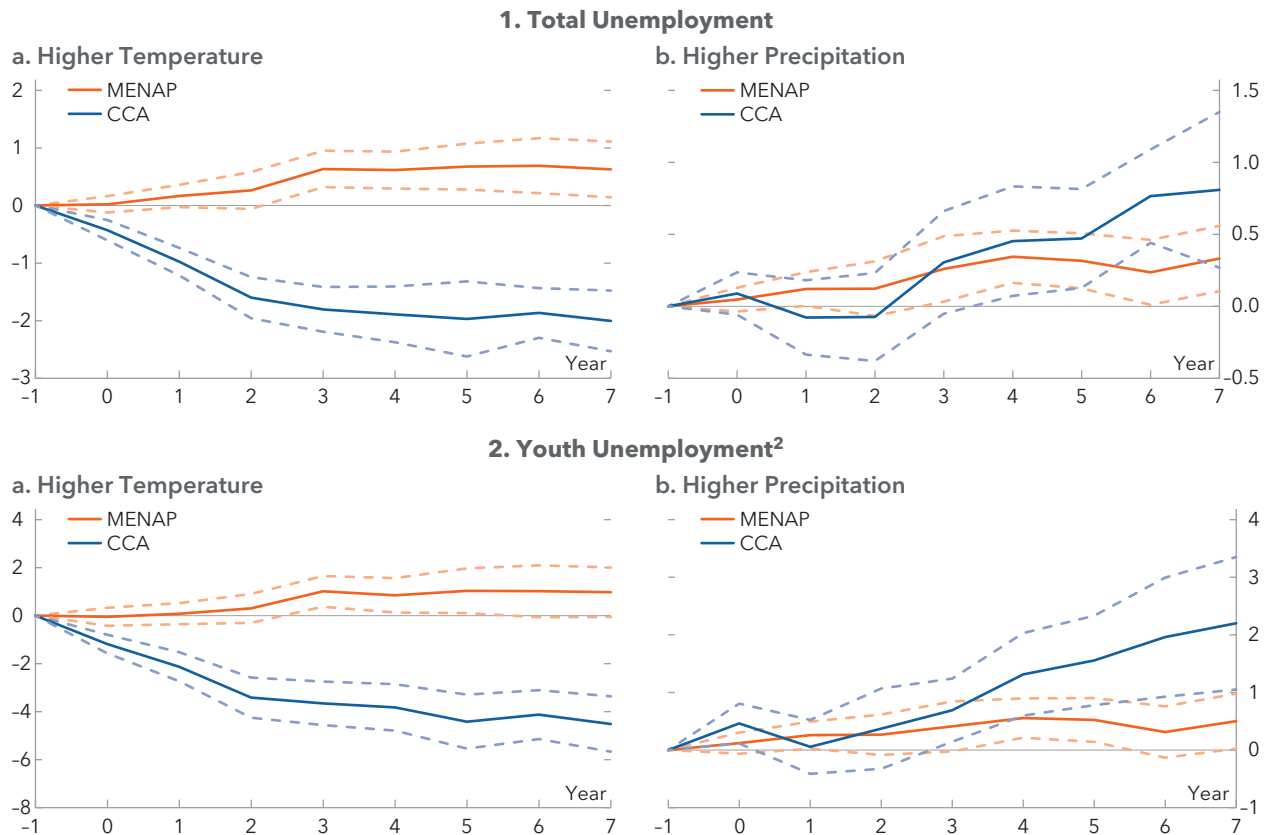 1. Total Unemployment
a. Higher Temperature
MENAP
CCA
2
1
0
–1
–2
–3
Year
–1 0 1 2 3 4 5 6 7
b. Higher Precipitation
MENAP
CCA
1.5
1.0
0.5
0.0
–0.5
Year
–1 0 1 2 3 4 5 6 7
2. Youth Unemployment²
a. Higher Temperature
MENAP
CCA
4
2
0
–2
–4
–6
–8
Year
–1 0 1 2 3 4 5 6 7
b. Higher Precipitation
MENAP
CCA
4
3
2
1
0
–1
Year
–1 0 1 2 3 4 5 6 7